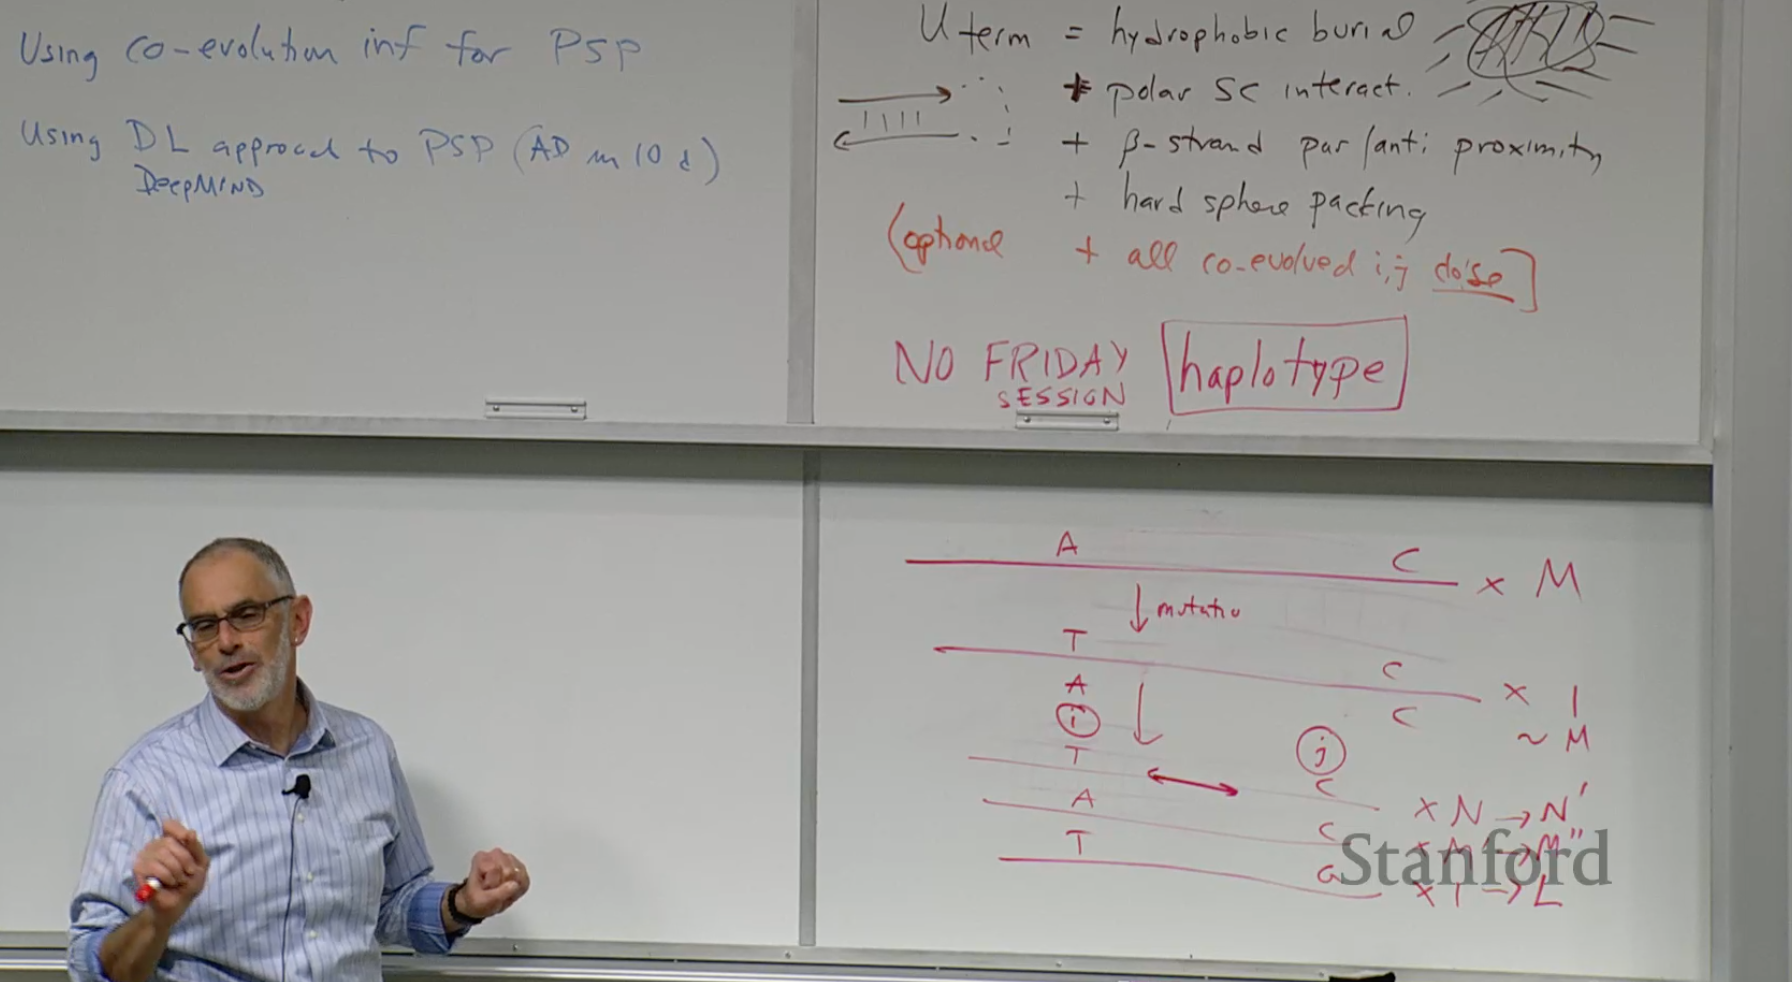 Using co-evolution inf for PSP
Using DL approach to PSP (AD in 10 d)
DeepMIND
U term = hydrophobic burial
+ polar SC interact.
+ β-strand par/anti proximity
+ hard sphere packing
(optional + all co-evolved i,j close]
NO FRIDAY
SESSION
haplotype
A C x M
↓ mutatio
T C x 1
A C ~ M
i j
T C x N → N'
A C x M → M"
T G x 1 → L
Stanford